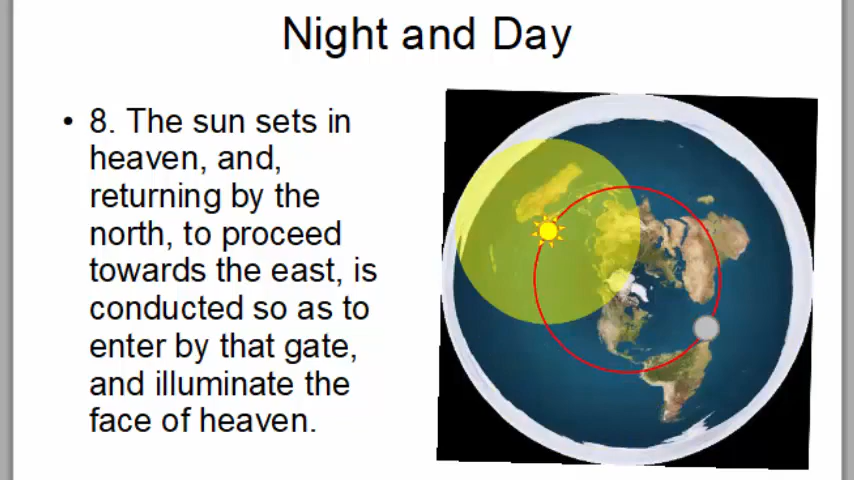 Night and Day
• 8. The sun sets in
heaven, and,
returning by the
north, to proceed
towards the east, is
conducted so as to
enter by that gate,
and illuminate the
face of heaven.